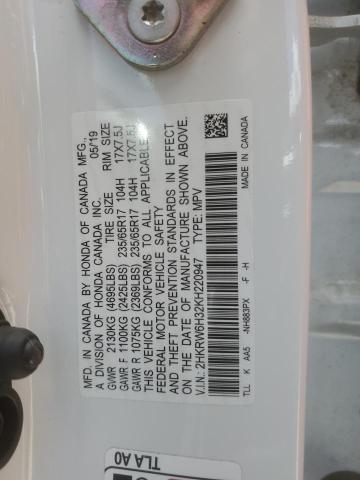 MFD. IN CANADA BY HONDA OF CANADA MFG.,
A DIVISION OF HONDA CANADA INC. 05/19
GVWR 2130KG (4695LBS) TIRE SIZE RIM SIZE
GAWR F 1100KG (2425LBS) 235/65R17 104H 17X7.5J
GAWR R 1075KG (2369LBS) 235/65R17 104H 17X7.5J
THIS VEHICLE CONFORMS TO ALL APPLICABLE
FEDERAL MOTOR VEHICLE SAFETY
AND THEFT PREVENTION STANDARDS IN EFFECT
ON THE DATE OF MANUFACTURE SHOWN ABOVE.
V.I.N.: 2HKRW6H32KH220947 TYPE: MPV
TLL K AA5 -NH883PX -F -H MADE IN CANADA
TLA A0